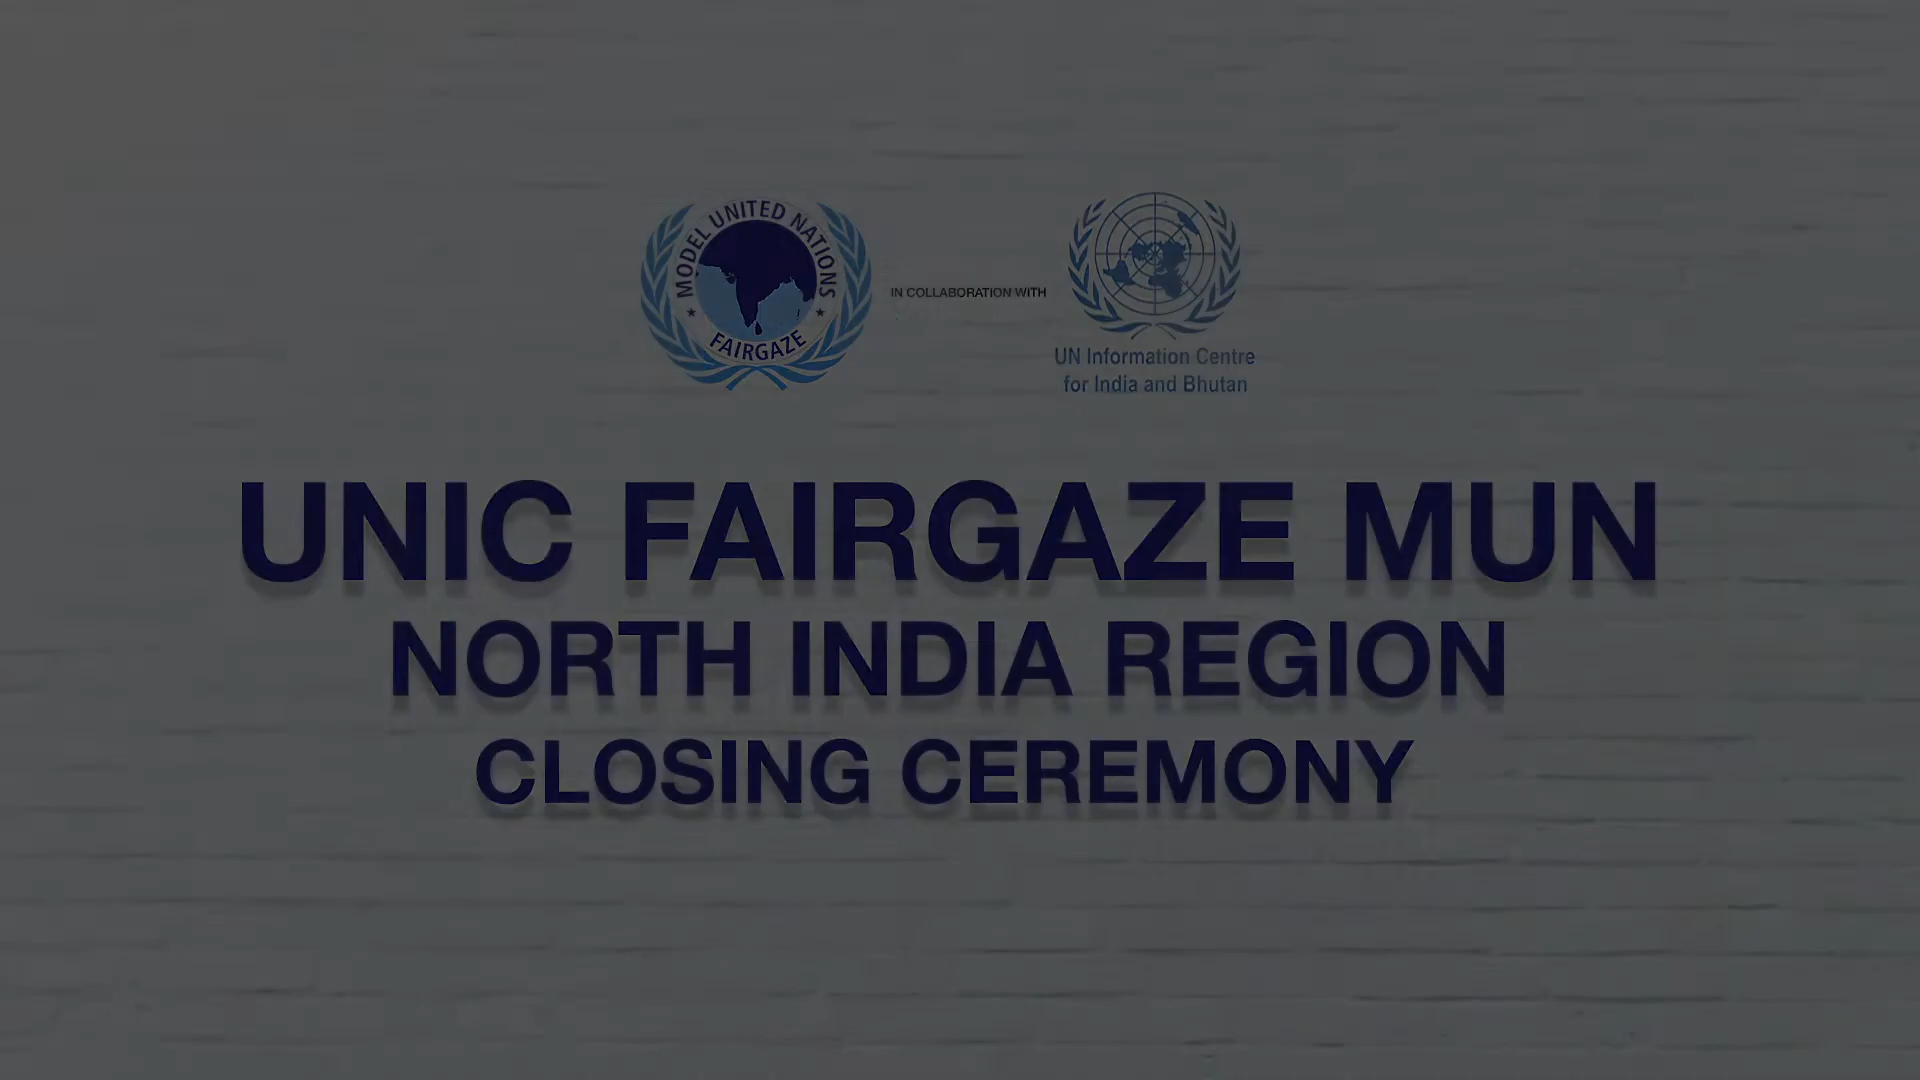 MODEL UNITED NATIONS
FAIRGAZE
IN COLLABORATION WITH
UN Information Centre
for India and Bhutan
UNIC FAIRGAZE MUN
NORTH INDIA REGION
CLOSING CEREMONY